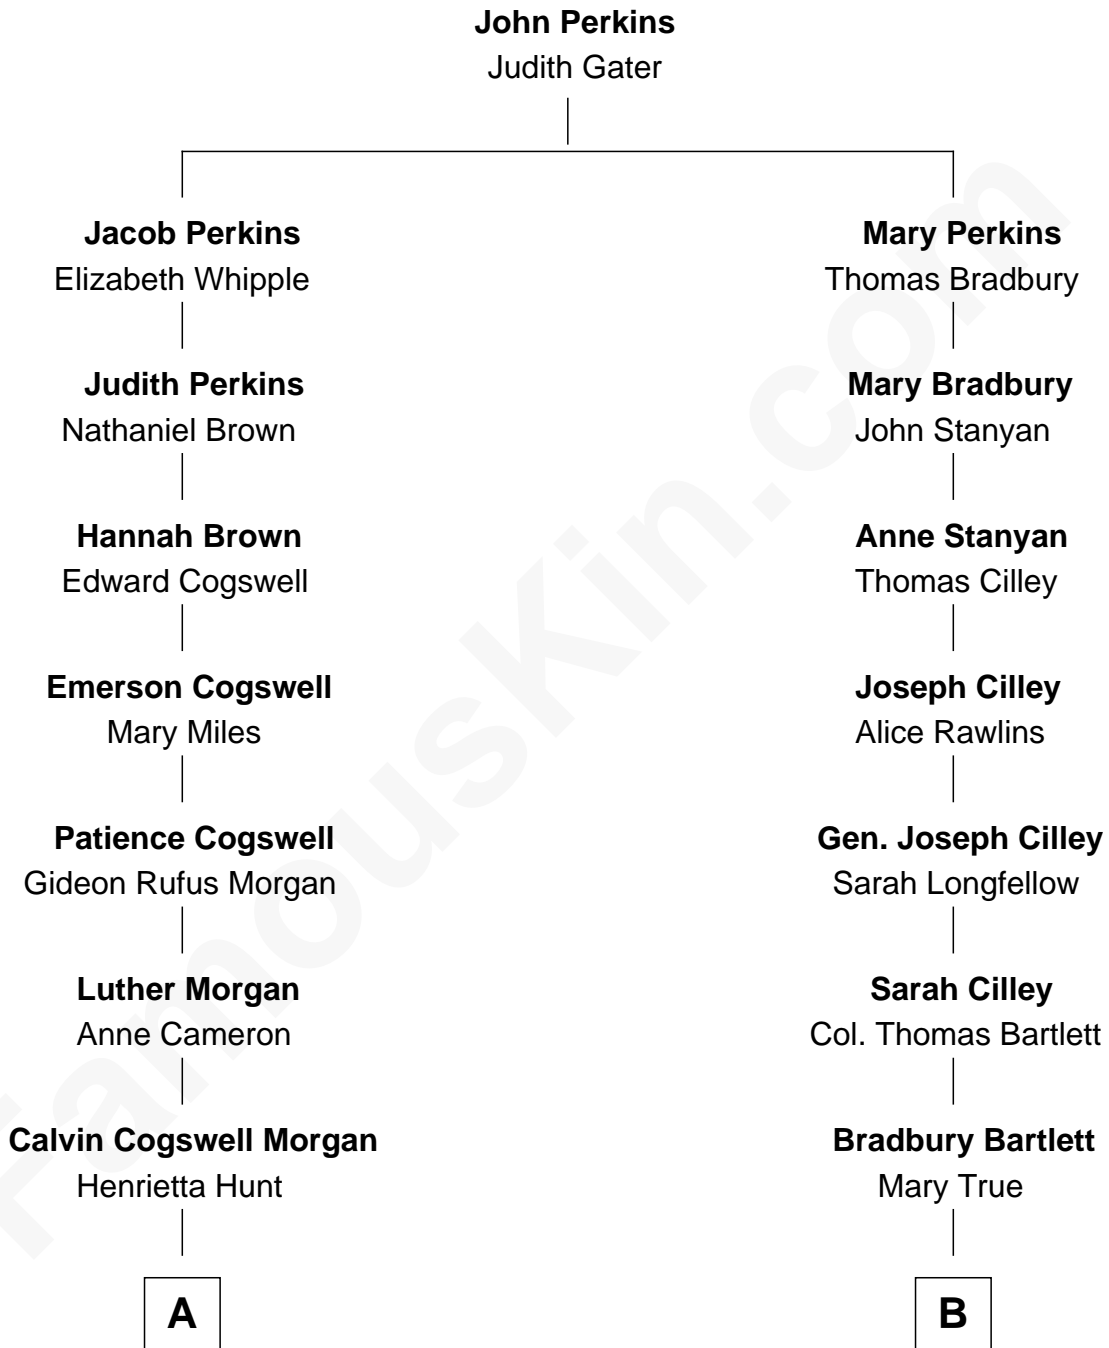 John Perkins
Judith Gater
Jacob Perkins
Elizabeth Whipple
Mary Perkins
Thomas Bradbury
Judith Perkins
Nathaniel Brown
Mary Bradbury
John Stanyan
Hannah Brown
Edward Cogswell
Anne Stanyan
Thomas Cilley
Emerson Cogswell
Mary Miles
Joseph Cilley
Alice Rawlins
Patience Cogswell
Gideon Rufus Morgan
Gen. Joseph Cilley
Sarah Longfellow
Luther Morgan
Anne Cameron
Sarah Cilley
Col. Thomas Bartlett
Calvin Cogswell Morgan
Henrietta Hunt
Bradbury Bartlett
Mary True
A
B
FamousKin.com